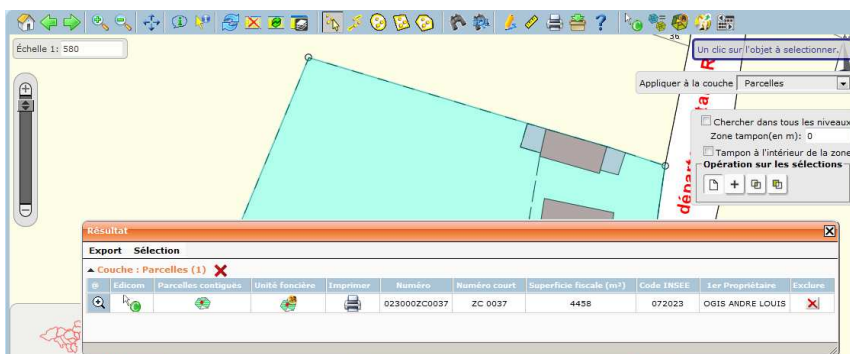 36
Échelle 1: 580
Un clic sur l'objet à selectionner.
Appliquer à la couche Parcelles
Chercher dans tous les niveaux
Zone tampon(en m): 0
Tampon à l'intérieur de la zone
Opération sur les sélections
départ
Résultat
Export Sélection
Couche : Parcelles (1)
@ Edicom Parcelles contiguës Unité foncière Imprimer Numéro Numéro court Superficie fiscale (m²) Code INSEE 1er Propriétaire Exclure
023000ZC0037 ZC 0037 4458 072023 OGIS ANDRE LOUIS